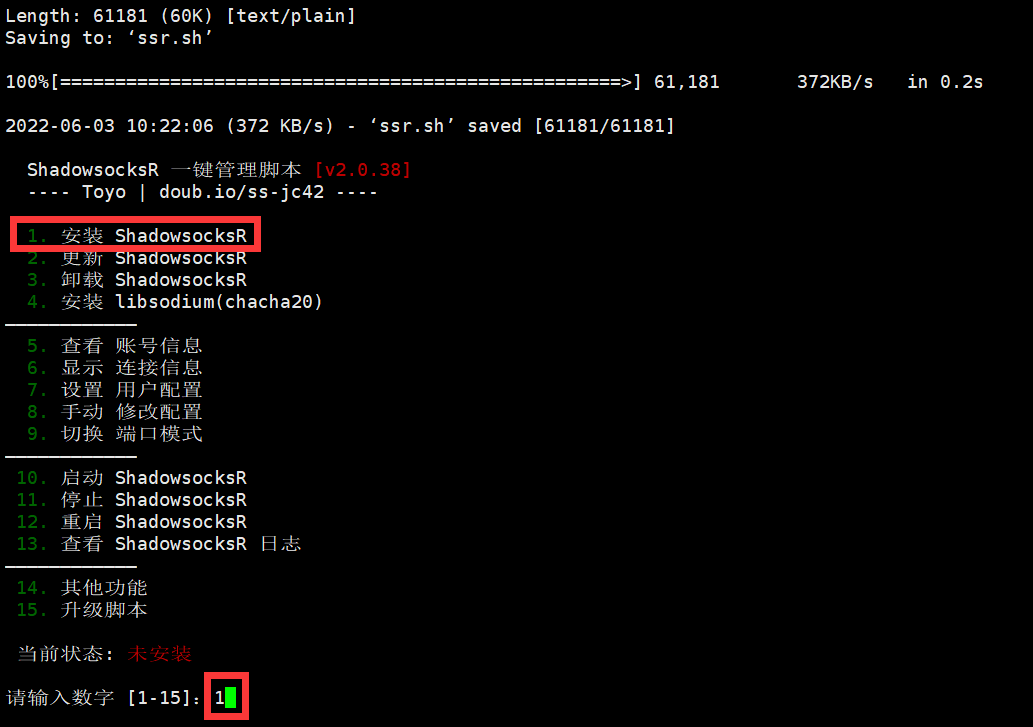 Length: 61181 (60K) [text/plain]
Saving to: ‘ssr.sh’
100%[===================================================>] 61,181 372KB/s in 0.2s
2022-06-03 10:22:06 (372 KB/s) - ‘ssr.sh’ saved [61181/61181]
ShadowsocksR 一键管理脚本 [v2.0.38]
---- Toyo | doub.io/ss-jc42 ----
1. 安装 ShadowsocksR
2. 更新 ShadowsocksR
3. 卸载 ShadowsocksR
4. 安装 libsodium(chacha20)
————————————
5. 查看 账号信息
6. 显示 连接信息
7. 设置 用户配置
8. 手动 修改配置
9. 切换 端口模式
————————————
10. 启动 ShadowsocksR
11. 停止 ShadowsocksR
12. 重启 ShadowsocksR
13. 查看 ShadowsocksR 日志
————————————
14. 其他功能
15. 升级脚本
当前状态: 未安装
请输入数字 [1-15]：1